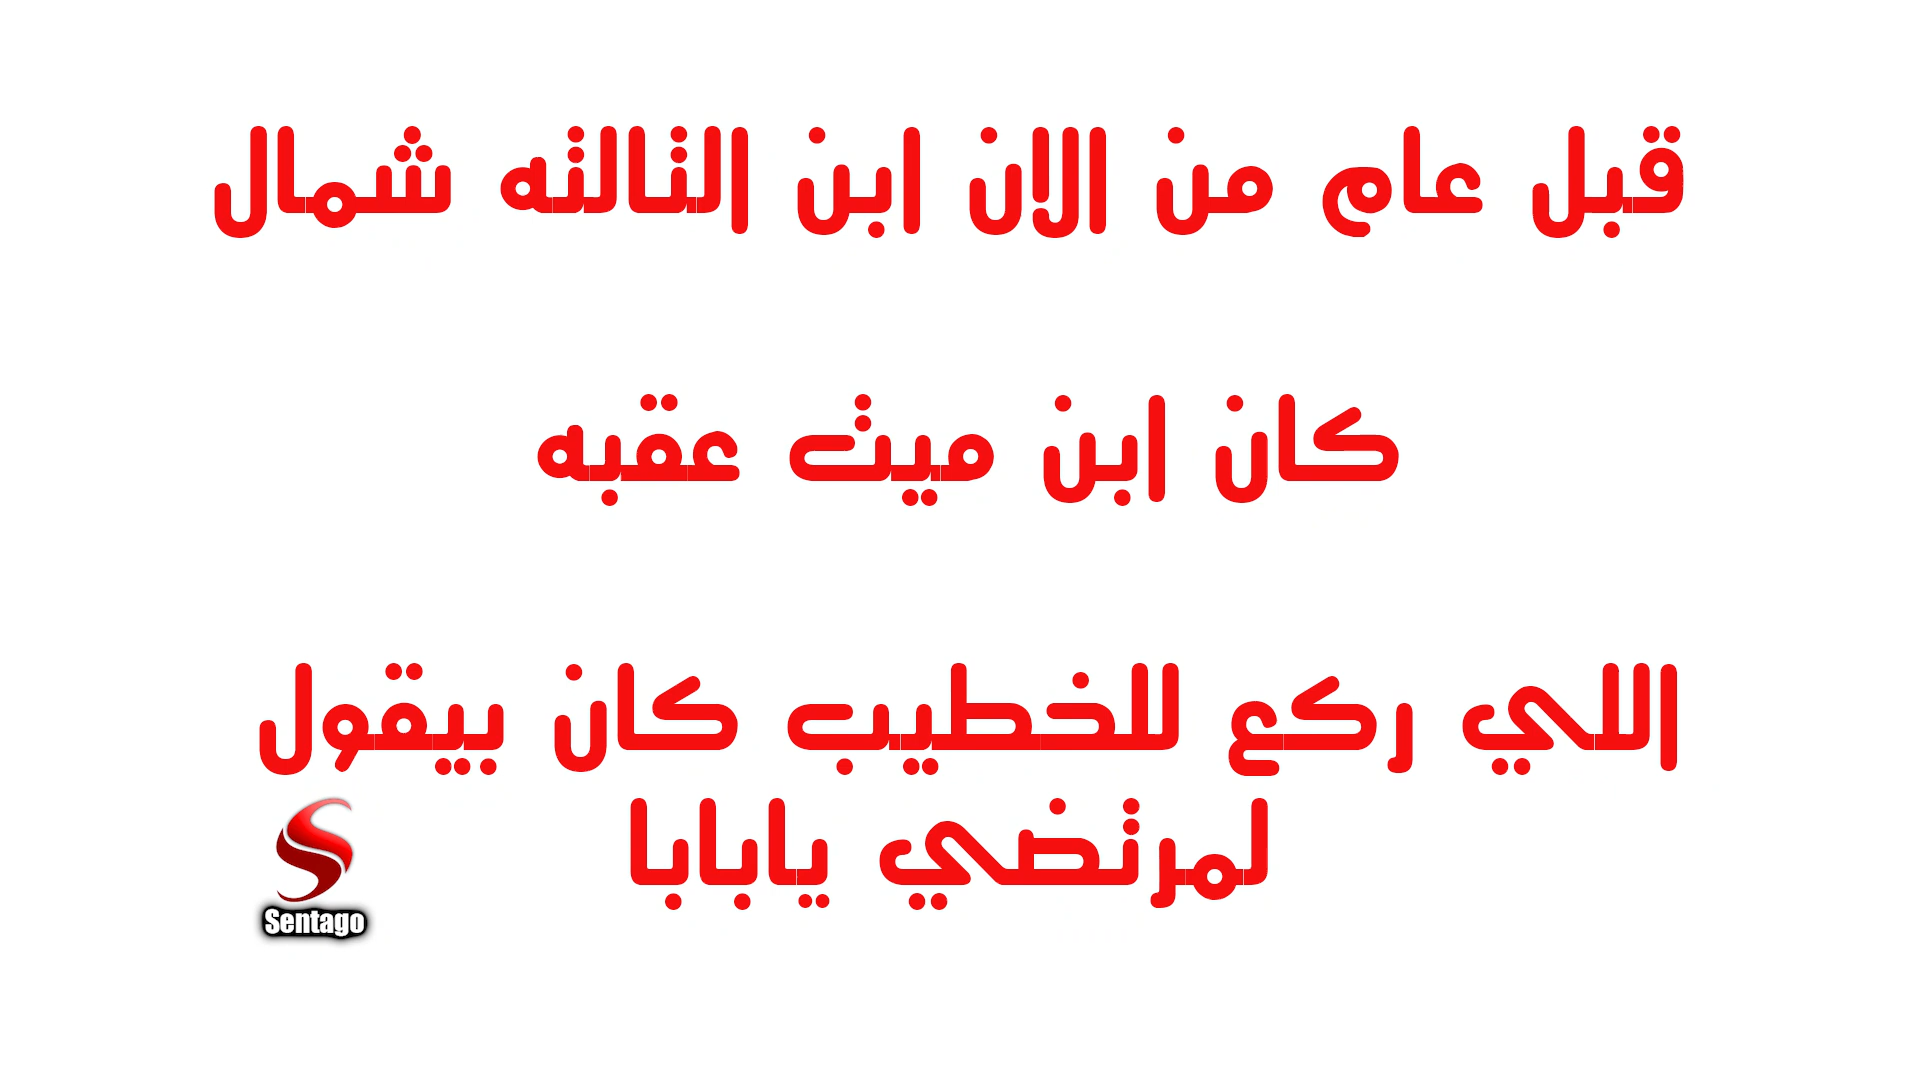 قبل عام من الان ابن التالته شمال
كان ابن ميت عقبه
اللي ركع للخطيب كان بيقول
لمرتضي يابابا
Sentago